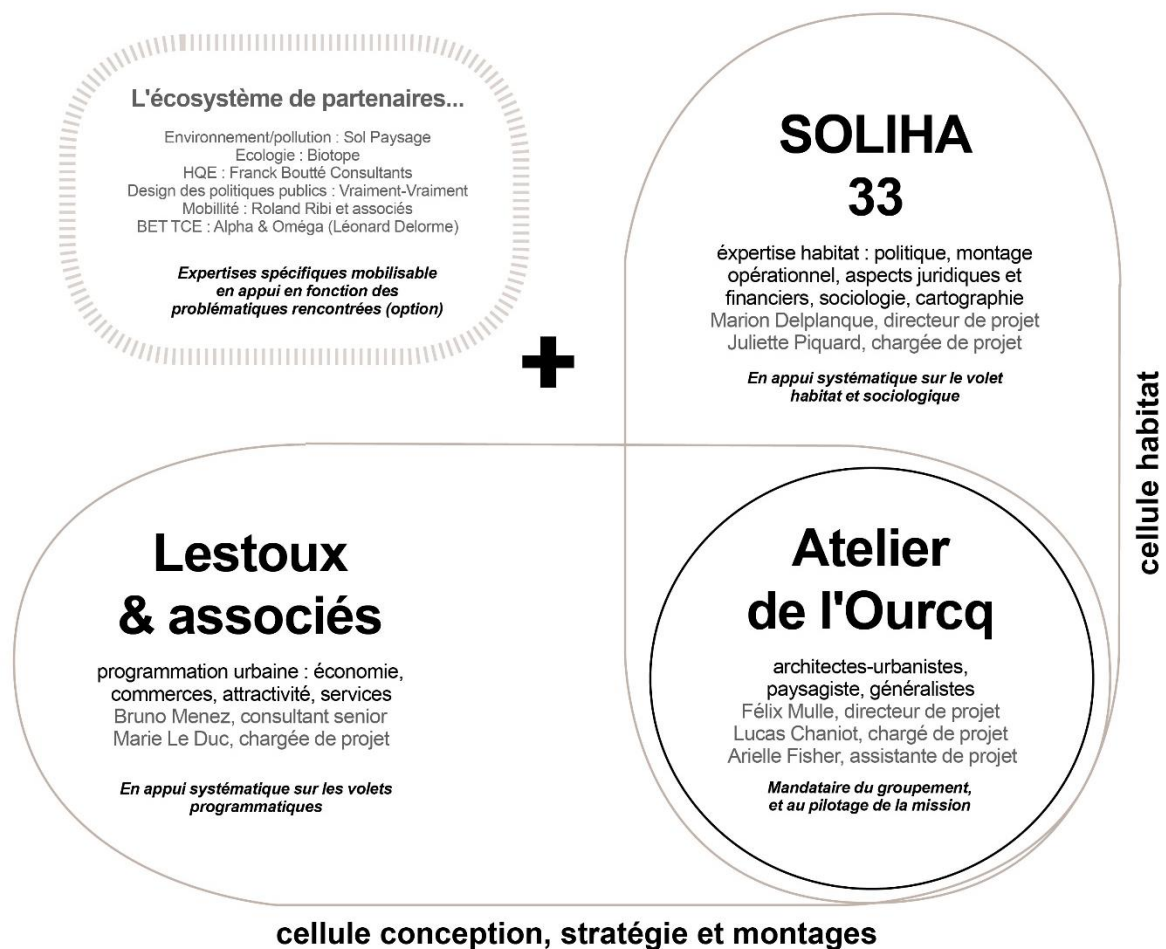 L'écosystème de partenaires...
Environnement/pollution : Sol Paysage
Ecologie : Biotope
HQE : Franck Boutté Consultants
Design des politiques publics : Vraiment-Vraiment
Mobillité : Roland Ribi et associés
BET TCE : Alpha & Oméga (Léonard Delorme)
Expertises spécifiques mobilisable
en appui en fonction des
problématiques rencontrées (option)
+
SOLIHA
33
éxpertise habitat : politique, montage
opérationnel, aspects juridiques et
financiers, sociologie, cartographie
Marion Delplanque, directeur de projet
Juliette Piquard, chargée de projet
En appui systématique sur le volet
habitat et sociologique
cellule habitat
Lestoux
& associés
programmation urbaine : économie,
commerces, attractivité, services
Bruno Menez, consultant senior
Marie Le Duc, chargée de projet
En appui systématique sur les volets
programmatiques
Atelier
de l'Ourcq
architectes-urbanistes,
paysagiste, généralistes
Félix Mulle, directeur de projet
Lucas Chaniot, chargé de projet
Arielle Fisher, assistante de projet
Mandataire du groupement,
et au pilotage de la mission
cellule conception, stratégie et montages